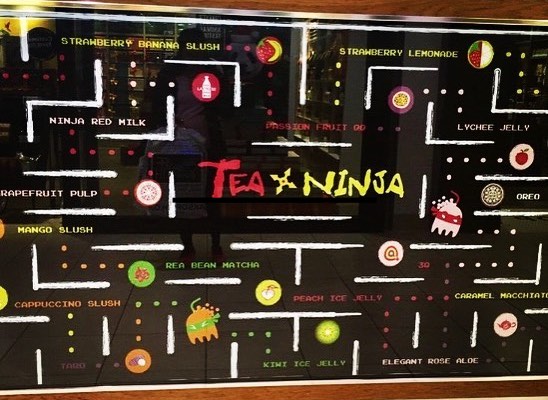 STRAWBERRY BANANA SLUSH
STRAWBERRY LEMONADE
NINJA RED MILK
PASSION FRUIT QQ
LYCHEE JELLY
TEA NINJA
GRAPEFRUIT PULP
OREO
MANGO SLUSH
REA BEAN MATCHA
3Q
CAPPUCCINO SLUSH
PEACH ICE JELLY
CARAMEL MACCHIATO
TARO
KIWI ICE JELLY
ELEGANT ROSE ALOE